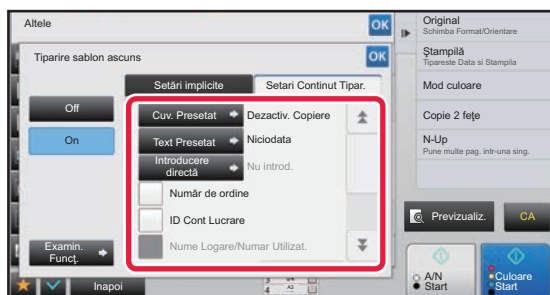 Altele
OK
Tiparire sablon ascuns
OK
Setări implicite
Setari Continut Tipar.
Off
On
Cuv. Presetat
Dezactiv. Copiere
Text Presetat
Niciodata
Introducere
directă
Nu introd.
Număr de ordine
ID Cont Lucrare
Nume Logare/Numar Utilizat.
Examin.
Funcţ.
Inapoi
Original
Schimba Format/Orientare
Ştampilă
Tipareste Data si Stampila
Mod culoare
Copie 2 feţe
N-Up
Pune multe pag. intr-una sing.
Previzualiz.
CA
A/N
Start
Culoare
Start